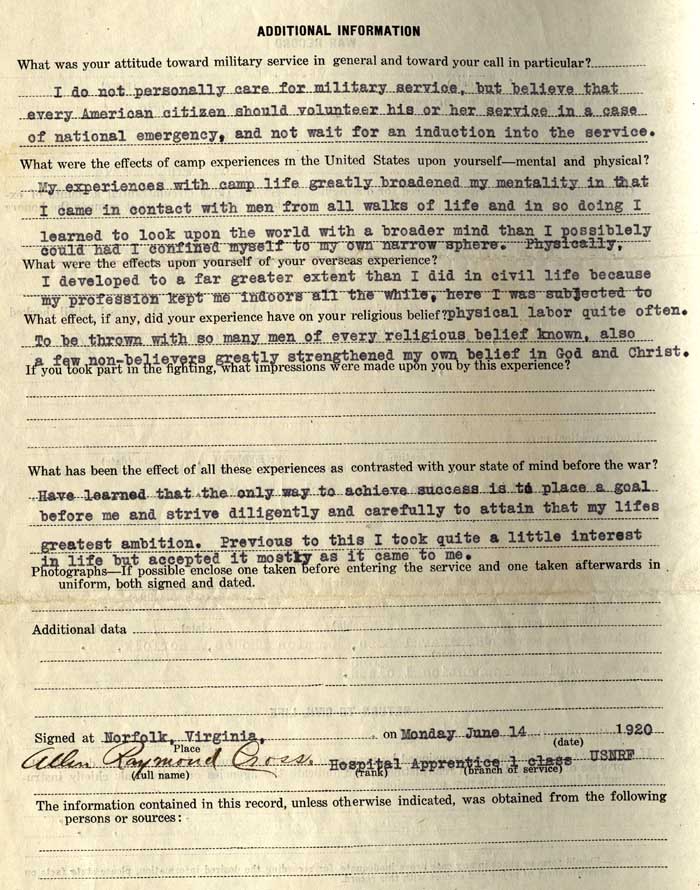 ADDITIONAL INFORMATION
What was your attitude toward military service in general and toward your call in particular?
I do not personally care for military service, but believe that
every American citizen should volunteer his or her service in a case
of national emergency, and not wait for an induction into the service.
What were the effects of camp experiences in the United States upon yourself—mental and physical?
My experiences with camp life greatly broadened my mentality in that
I came in contact with men from all walks of life and in so doing I
learned to look upon the world with a broader mind than I possiblely
could had I confined myself to my own narrow sphere. Physically,
What were the effects upon yourself of your overseas experience?
I developed to a far greater extent than I did in civil life because
my profession kept me indoors all the while, here I was subjected to
What effect, if any, did your experience have on your religious belief? physical labor quite often.
To be thrown with so many men of every religious belief known, also
a few non-believers greatly strengthened my own belief in God and Christ.
If you took part in the fighting, what impressions were made upon you by this experience?
What has been the effect of all these experiences as contrasted with your state of mind before the war?
Have learned that the only way to achieve success is to place a goal
before me and strive diligently and carefully to attain that my lifes
greatest ambition. Previous to this I took quite a little interest
in life but accepted it mostly as it came to me.
Photographs—If possible enclose one taken before entering the service and one taken afterwards in
uniform, both signed and dated.
Additional data
Signed at Norfolk, Virginia, on Monday June 14 1920
Place (date)
Allen Raymond Cross. Hospital Apprentice 1 class USNRF
(full name) (rank) (branch of service)
The information contained in this record, unless otherwise indicated, was obtained from the following
persons or sources: